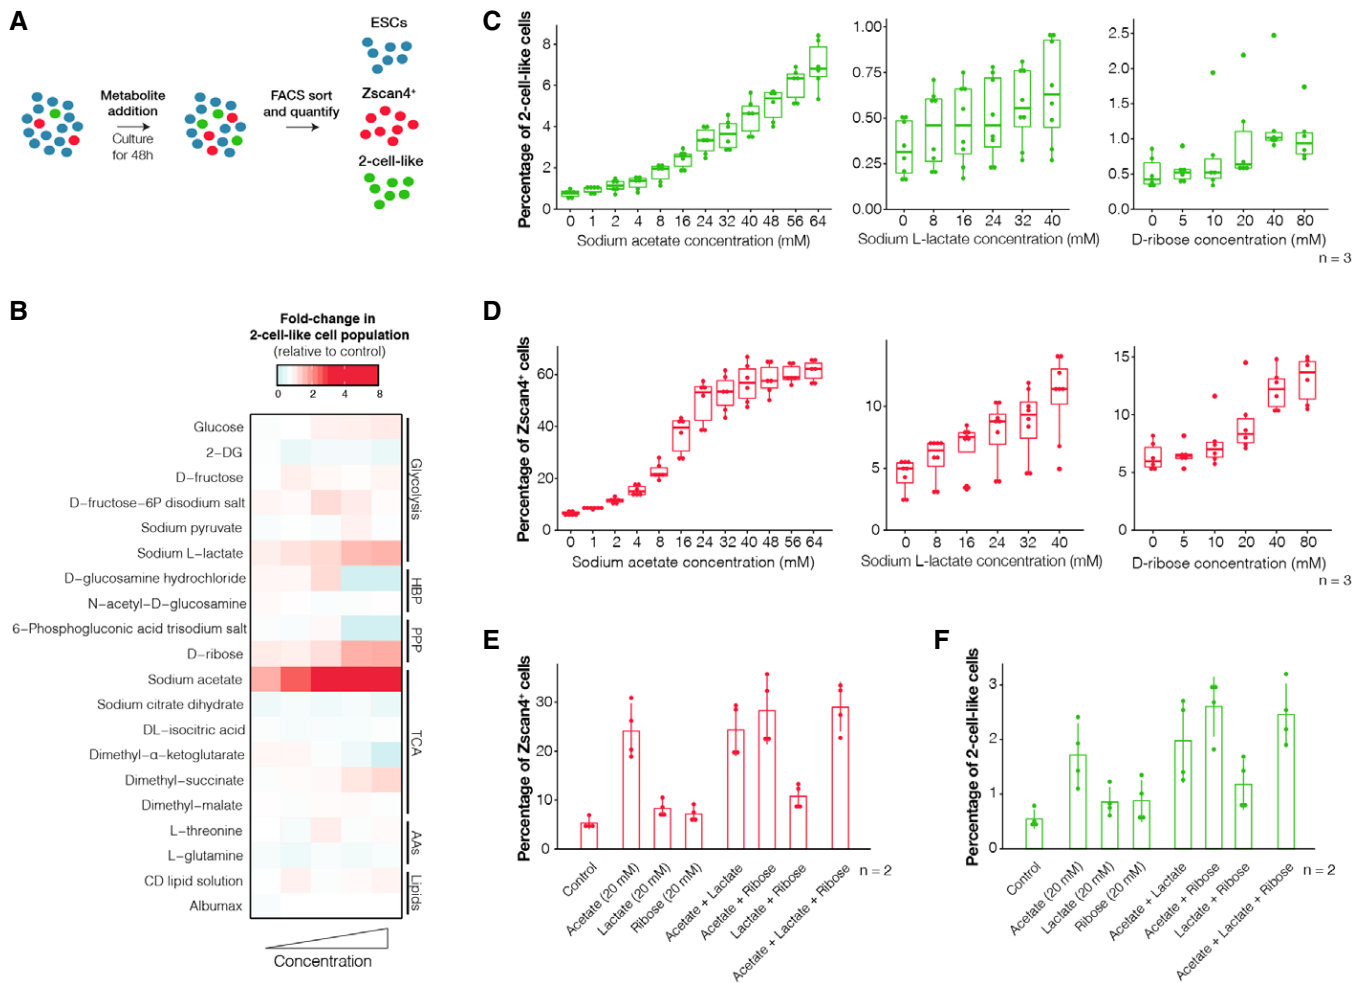 A
ESCs
Metabolite
addition
Culture
for 48h
FACS sort
and quantify
Zscan4+
2-cell-like
B
Fold-change in
2-cell-like cell population
(relative to control)
0 2 4 8
Glucose
2-DG
D-fructose
D-fructose-6P disodium salt
Sodium pyruvate
Sodium L-lactate
D-glucosamine hydrochloride
N-acetyl-D-glucosamine
6-Phosphogluconic acid trisodium salt
D-ribose
Sodium acetate
Sodium citrate dihydrate
DL-isocitric acid
Dimethyl-α-ketoglutarate
Dimethyl-succinate
Dimethyl-malate
L-threonine
L-glutamine
CD lipid solution
Albumax
Glycolysis
HBP
PPP
TCA
AAs
Lipids
Concentration
C
Percentage of 2-cell-like cells
8
6
4
2
0
0 1 2 4 8 16 24 32 40 48 56 64
Sodium acetate concentration (mM)
1.00
0.75
0.50
0.25
0.00
0 8 16 24 32 40
Sodium L-lactate concentration (mM)
2.5
2.0
1.5
1.0
0.5
0.0
0 5 10 20 40 80
D-ribose concentration (mM)
n = 3
D
Percentage of Zscan4+ cells
60
40
20
0
0 1 2 4 8 16 24 32 40 48 56 64
Sodium acetate concentration (mM)
10
5
0
0 8 16 24 32 40
Sodium L-lactate concentration (mM)
15
10
5
0
0 5 10 20 40 80
D-ribose concentration (mM)
n = 3
E
Percentage of Zscan4+ cells
30
20
10
0
Control
Acetate (20 mM)
Lactate (20 mM)
Ribose (20 mM)
Acetate + Lactate
Acetate + Ribose
Lactate + Ribose
Acetate + Lactate + Ribose
n = 2
F
Percentage of 2-cell-like cells
3
2
1
0
Control
Acetate (20 mM)
Lactate (20 mM)
Ribose (20 mM)
Acetate + Lactate
Acetate + Ribose
Lactate + Ribose
Acetate + Lactate + Ribose
n = 2